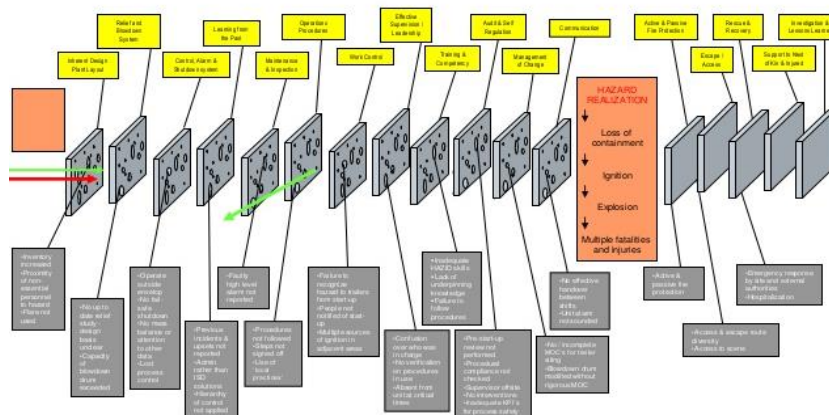 Relief and
Blowdown
System
Inherent Design
Plant Layout
Control, Alarm &
Shutdown system
Learning from
the Past
Maintenance
& Inspection
Operations
Procedures
Work Control
Effective
Supervision /
Leadership
Training &
Competency
Audit & Self
Regulation
Management
of Change
Communication
Active & Passive
Fire Protection
Escape /
Access
Rescue &
Recovery
Support to Next
of Kin & Injured
Investigation &
Lessons Learned
HAZARD
REALIZATION
Loss of
containment
Ignition
Explosion
Multiple fatalities
and injuries
•Inventory
increased
•Proximity
of non-
essential
personnel
to hazard
•Flare not
used
•No up to
date relief
study
design
basis
unclear
•Capacity
of
blowdown
drum
exceeded
•Operate
outside
envelop
•No fail-
safe
shutdown
•No mass
balance or
attention
to other
data
•Lost
process
control
•Previous
incidents &
upsets not
reported
•Admin
rather than
ISD
solutions
•Hierarchy
of control
not applied
•Faulty
high level
alarm not
reported
•Procedures
not followed
•Steps not
signed off
•Use of
'local
practices'
•Failure to
recognize
hazard to trailers
from start-up
•People not
notified of start-
up
•Multiple sources
of ignition in
adjacent areas
•Confusion
over who was
in charge
•No verification
on procedures
in use
•Absent from
unit at critical
times
•Inadequate
HAZID skills
•Lack of
underpinning
knowledge
•Failure to
follow
procedures
•Pre start-up
review not
performed
•Procedural
compliance
not checked
•Supervisor offsite
•No interventions
•Inadequate KPI's
for process safety
•No / incomplete
MOC's for trailer
siting
•Blowdown drum
modified without
rigorous MOC
•No effective
handover
between
shifts
•Unit alarm
not sounded
•Active &
passive fire
protection
•Access & escape route
diversity
•Access to scene
•Emergency response
by site and external
authorities
•Hospitalization